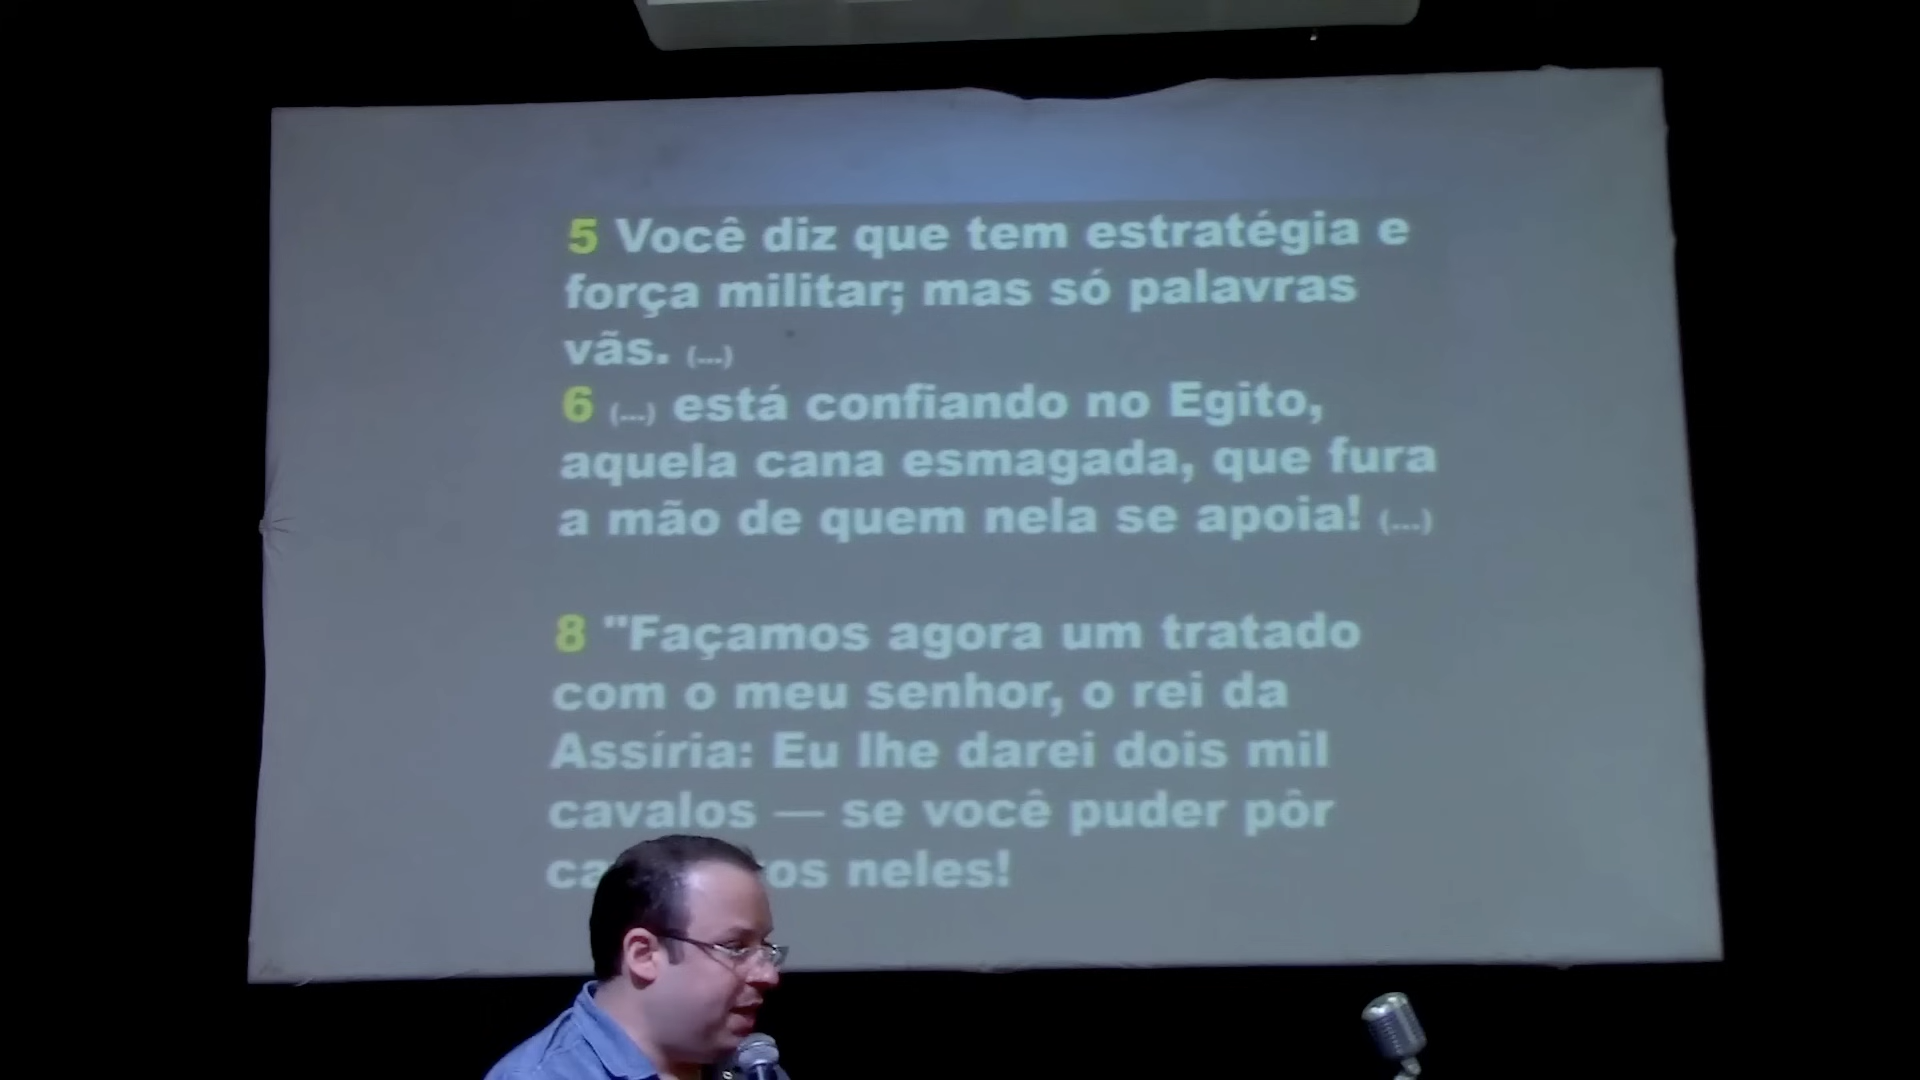 5 Você diz que tem estratégia e
força militar; mas só palavras
vãs. (...)
6 (...) está confiando no Egito,
aquela cana esmagada, que fura
a mão de quem nela se apoia! (...)
8 "Façamos agora um tratado
com o meu senhor, o rei da
Assíria: Eu lhe darei dois mil
cavalos — se você puder pôr
neles!